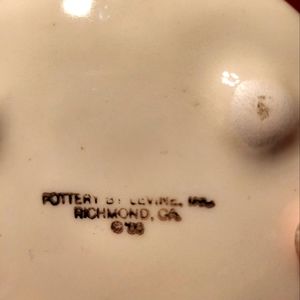 POTTERY BY LEVINE,
RICHMOND, CA
©